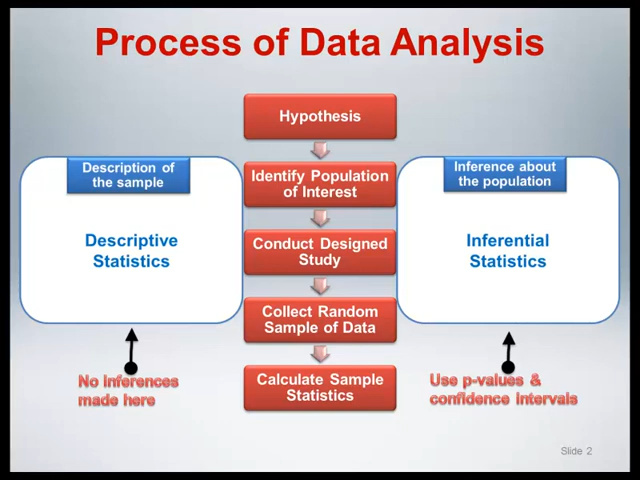 Process of Data Analysis
Hypothesis
Description of
the sample
Descriptive
Statistics
No inferences
made here
Identify Population
of Interest
Conduct Designed
Study
Collect Random
Sample of Data
Calculate Sample
Statistics
Inference about
the population
Inferential
Statistics
Use p-values &
confidence intervals
Slide 2